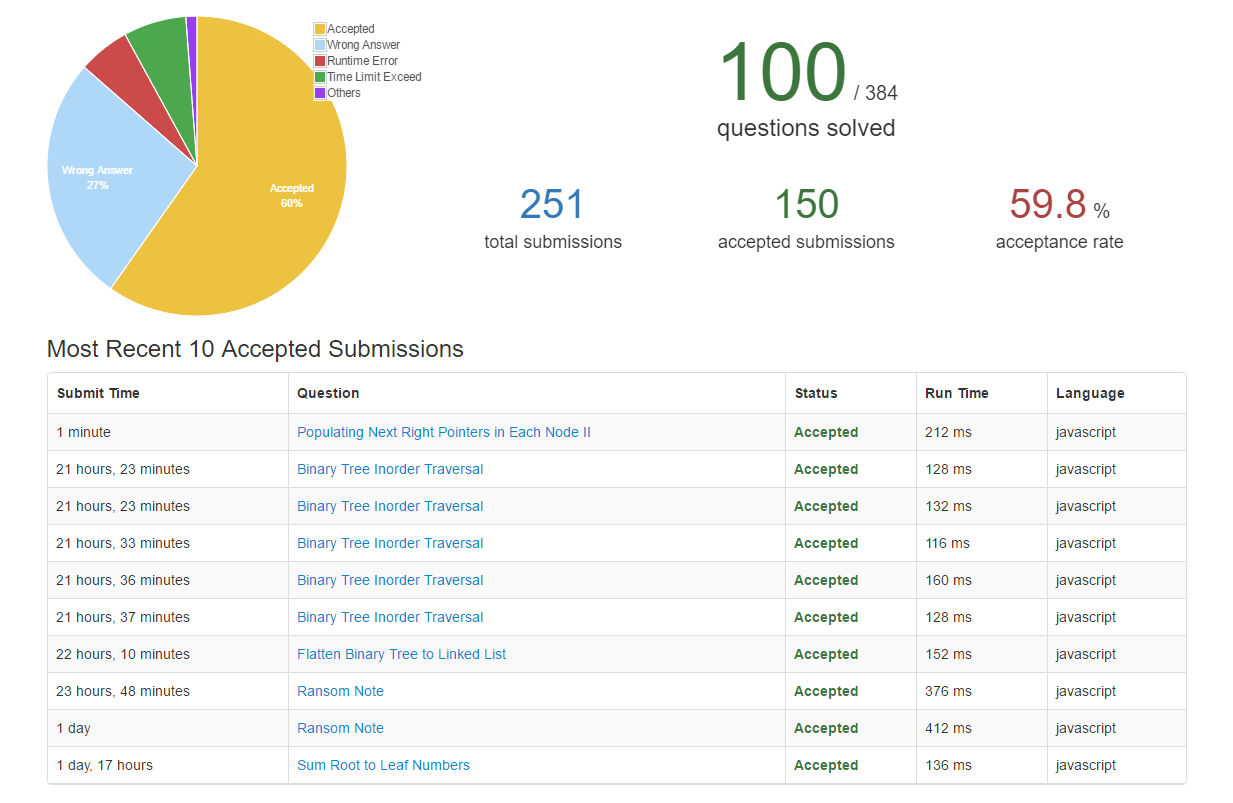 Accepted
Wrong Answer
Runtime Error
Time Limit Exceed
Others
Wrong Answer
27%
Accepted
60%
100 / 384
questions solved
251
total submissions
150
accepted submissions
59.8 %
acceptance rate
Most Recent 10 Accepted Submissions
Submit Time Question Status Run Time Language
1 minute Populating Next Right Pointers in Each Node II Accepted 212 ms javascript
21 hours, 23 minutes Binary Tree Inorder Traversal Accepted 128 ms javascript
21 hours, 23 minutes Binary Tree Inorder Traversal Accepted 132 ms javascript
21 hours, 33 minutes Binary Tree Inorder Traversal Accepted 116 ms javascript
21 hours, 36 minutes Binary Tree Inorder Traversal Accepted 160 ms javascript
21 hours, 37 minutes Binary Tree Inorder Traversal Accepted 128 ms javascript
22 hours, 10 minutes Flatten Binary Tree to Linked List Accepted 152 ms javascript
23 hours, 48 minutes Ransom Note Accepted 376 ms javascript
1 day Ransom Note Accepted 412 ms javascript
1 day, 17 hours Sum Root to Leaf Numbers Accepted 136 ms javascript